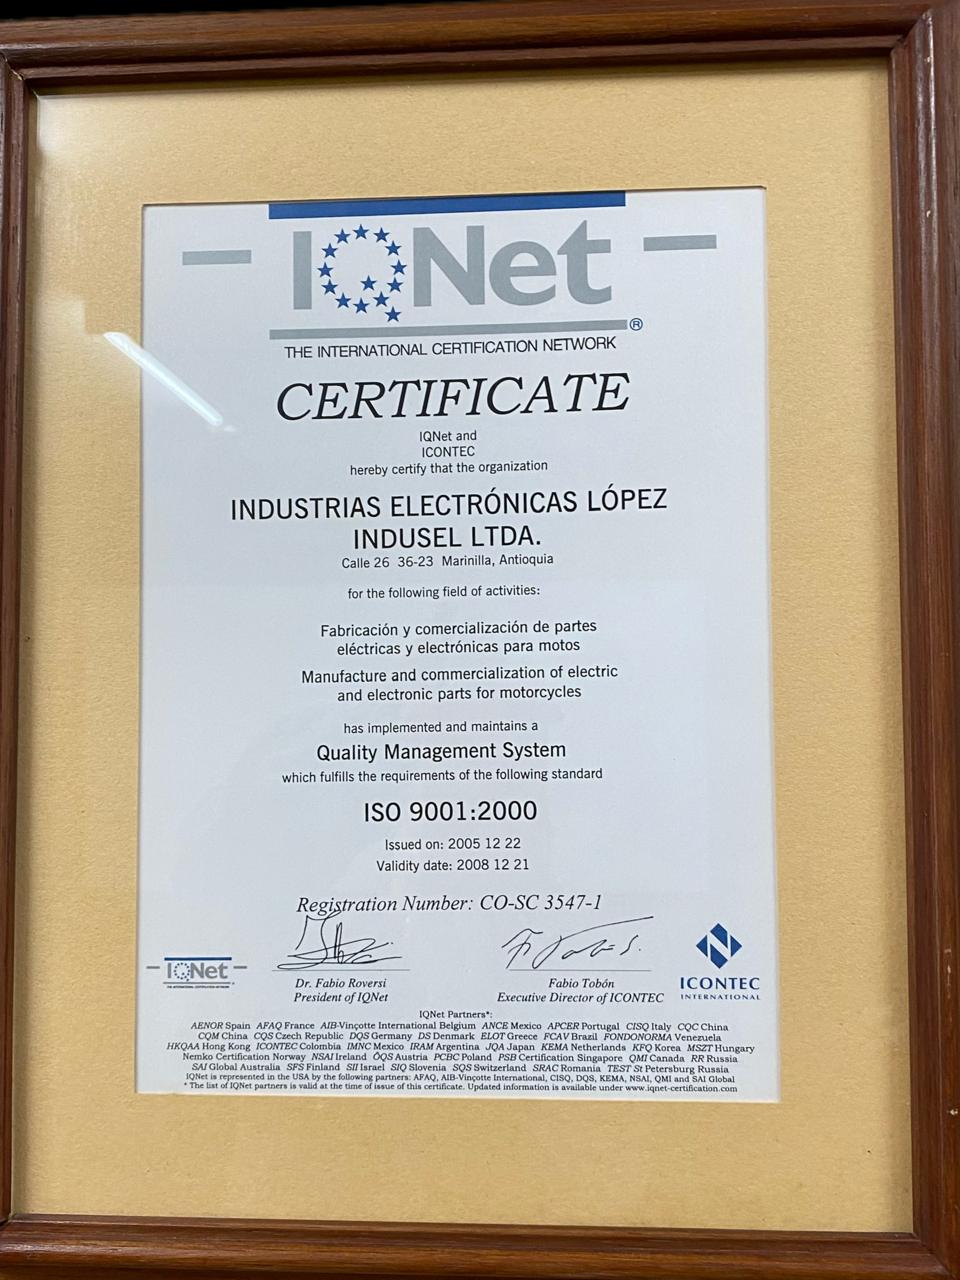 IQNet ®
THE INTERNATIONAL CERTIFICATION NETWORK
CERTIFICATE
IQNet and
ICONTEC
hereby certify that the organization
INDUSTRIAS ELECTRÓNICAS LÓPEZ
INDUSEL LTDA.
Calle 26 36-23 Marinilla, Antioquia
for the following field of activities:
Fabricación y comercialización de partes
eléctricas y electrónicas para motos
Manufacture and commercialization of electric
and electronic parts for motorcycles
has implemented and maintains a
Quality Management System
which fulfills the requirements of the following standard
ISO 9001:2000
Issued on: 2005 12 22
Validity date: 2008 12 21
Registration Number: CO-SC 3547-1
IQNet
THE INTERNATIONAL CERTIFICATION NETWORK
Dr. Fabio Roversi
President of IQNet
Fabio Tobón
Executive Director of ICONTEC
ICONTEC
INTERNATIONAL
IQNet Partners*:
AENOR Spain AFAQ France AIB-Vinçotte International Belgium ANCE Mexico APCER Portugal CISQ Italy CQC China
CQM China CQS Czech Republic DQS Germany DS Denmark ELOT Greece FCAV Brazil FONDONORMA Venezuela
HKQAA Hong Kong ICONTEC Colombia IMNC Mexico IRAM Argentina JQA Japan KEMA Netherlands KFQ Korea MSZT Hungary
Nemko Certification Norway NSAI Ireland ÖQS Austria PCBC Poland PSB Certification Singapore QMI Canada RR Russia
SAI Global Australia SFS Finland SII Israel SIQ Slovenia SQS Switzerland SRAC Romania TEST St Petersburg Russia
IQNet is represented in the USA by the following partners: AFAQ, AIB-Vinçotte International, CISQ, DQS, KEMA, NSAI, QMI and SAI Global
* The list of IQNet partners is valid at the time of issue of this certificate. Updated information is available under www.iqnet-certification.com